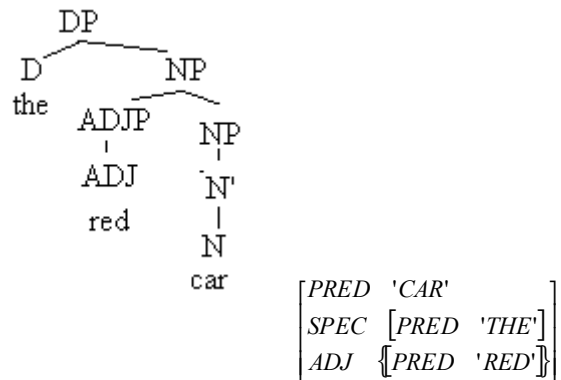 DP
D NP
the
ADJP NP
ADJ N'
red N
car
[PRED 'CAR'
SPEC [PRED 'THE']
ADJ {[PRED 'RED']}]